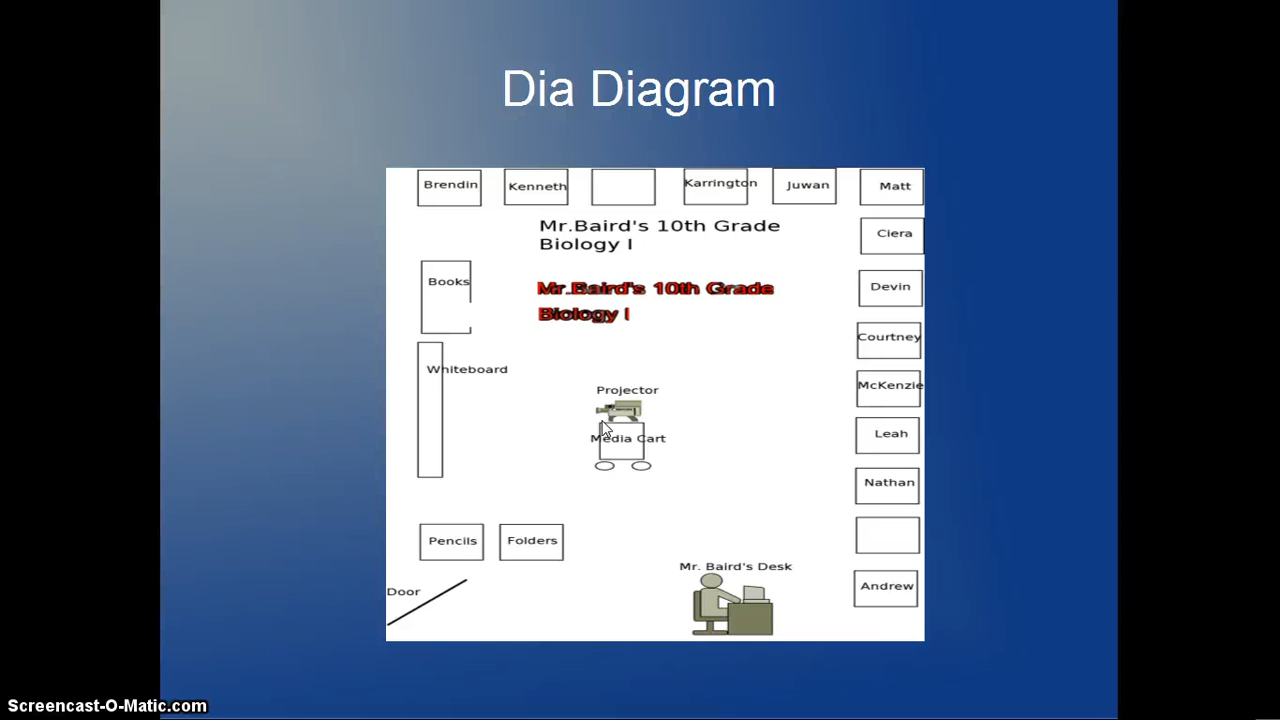 Dia Diagram
Brendin
Kenneth
Karrington
Juwan
Matt
Mr.Baird's 10th Grade
Biology I
Ciera
Books
Devin
Mr.Baird's 10th Grade
Biology I
Courtney
Whiteboard
McKenzie
Projector
Leah
Media Cart
Nathan
Pencils
Folders
Mr. Baird's Desk
Andrew
Door
Screencast-O-Matic.com